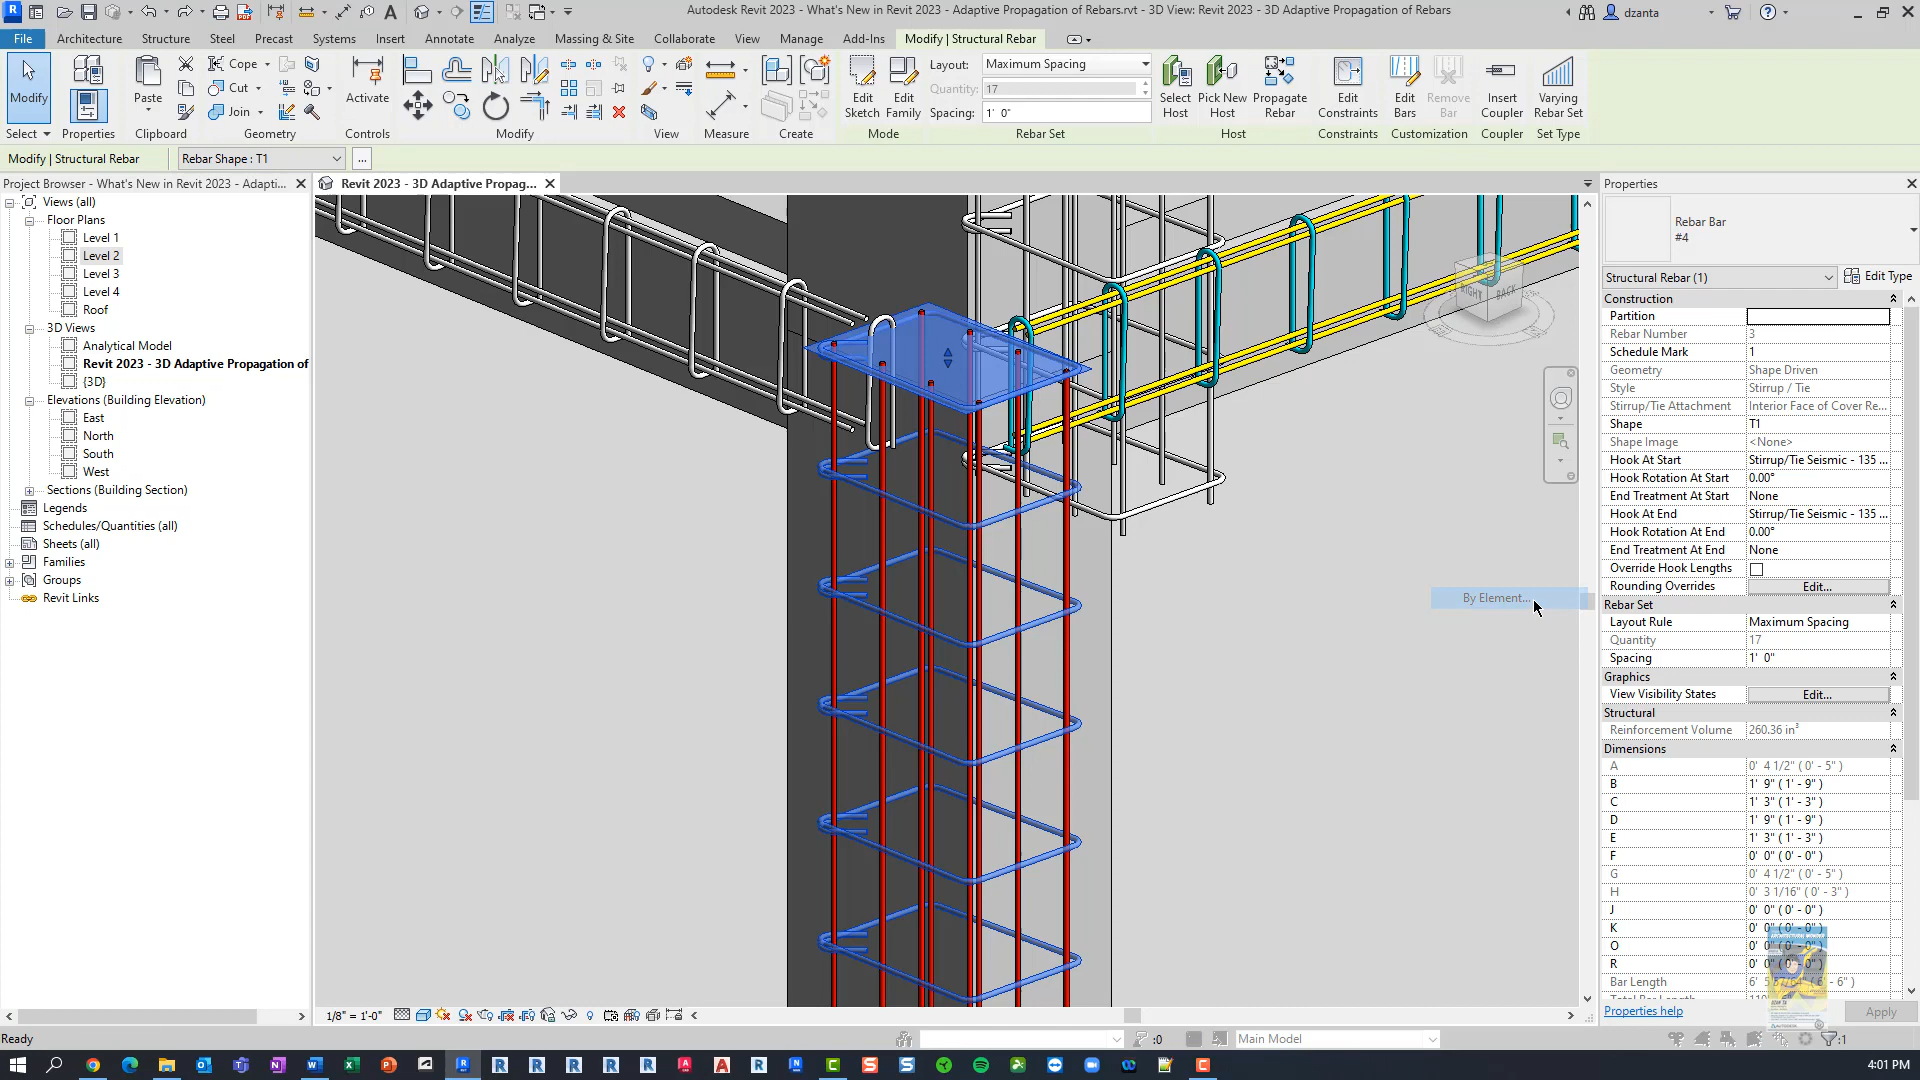 Autodesk Revit 2023 - What's New in Revit 2023 - Adaptive Propagation of Rebars.rvt - 3D View: Revit 2023 - 3D Adaptive Propagation of Rebars
dzanta
File Architecture Structure Steel Precast Systems Insert Annotate Analyze Massing & Site Collaborate View Manage Add-Ins Modify | Structural Rebar
Modify
Paste
Cope
Cut
Join
Activate
Edit Sketch
Edit Family
Layout: Maximum Spacing
Quantity: 17
Spacing: 1' 0"
Select Host
Pick New Host
Propagate Rebar
Edit Constraints
Edit Bars
Remove Bar
Insert Coupler
Varying Rebar Set
Select Properties Clipboard Geometry Controls Modify View Measure Create Mode Rebar Set Host Constraints Customization Coupler Set Type
Modify | Structural Rebar
Rebar Shape : T1
...
Project Browser - What's New in Revit 2023 - Adapti...
Views (all)
Floor Plans
Level 1
Level 2
Level 3
Level 4
Roof
3D Views
Analytical Model
Revit 2023 - 3D Adaptive Propagation of
{3D}
Elevations (Building Elevation)
East
North
South
West
Sections (Building Section)
Legends
Schedules/Quantities (all)
Sheets (all)
Families
Groups
Revit Links
Revit 2023 - 3D Adaptive Propag...
RIGHT BACK
By Element...
Properties
Rebar Bar
#4
Structural Rebar (1)
Edit Type
Construction
Partition
Rebar Number 3
Schedule Mark 1
Geometry Shape Driven
Style Stirrup / Tie
Stirrup/Tie Attachment Interior Face of Cover Re...
Shape T1
Shape Image <None>
Hook At Start Stirrup/Tie Seismic - 135 ...
Hook Rotation At Start 0.00°
End Treatment At Start None
Hook At End Stirrup/Tie Seismic - 135 ...
Hook Rotation At End 0.00°
End Treatment At End None
Override Hook Lengths
Rounding Overrides Edit...
Rebar Set
Layout Rule Maximum Spacing
Quantity 17
Spacing 1' 0"
Graphics
View Visibility States Edit...
Structural
Reinforcement Volume 260.36 in³
Dimensions
A 0' 4 1/2" ( 0' - 5" )
B 1' 9" ( 1' - 9" )
C 1' 3" ( 1' - 3" )
D 1' 9" ( 1' - 9" )
E 1' 3" ( 1' - 3" )
F 0' 0" ( 0' - 0" )
G 0' 4 1/2" ( 0' - 5" )
H 0' 3 1/16" ( 0' - 3" )
J 0' 0" ( 0' - 0" )
K
O
R
Bar Length
Properties help
Apply
1/8" = 1'-0"
Ready
:0
Main Model
:1
4:01 PM